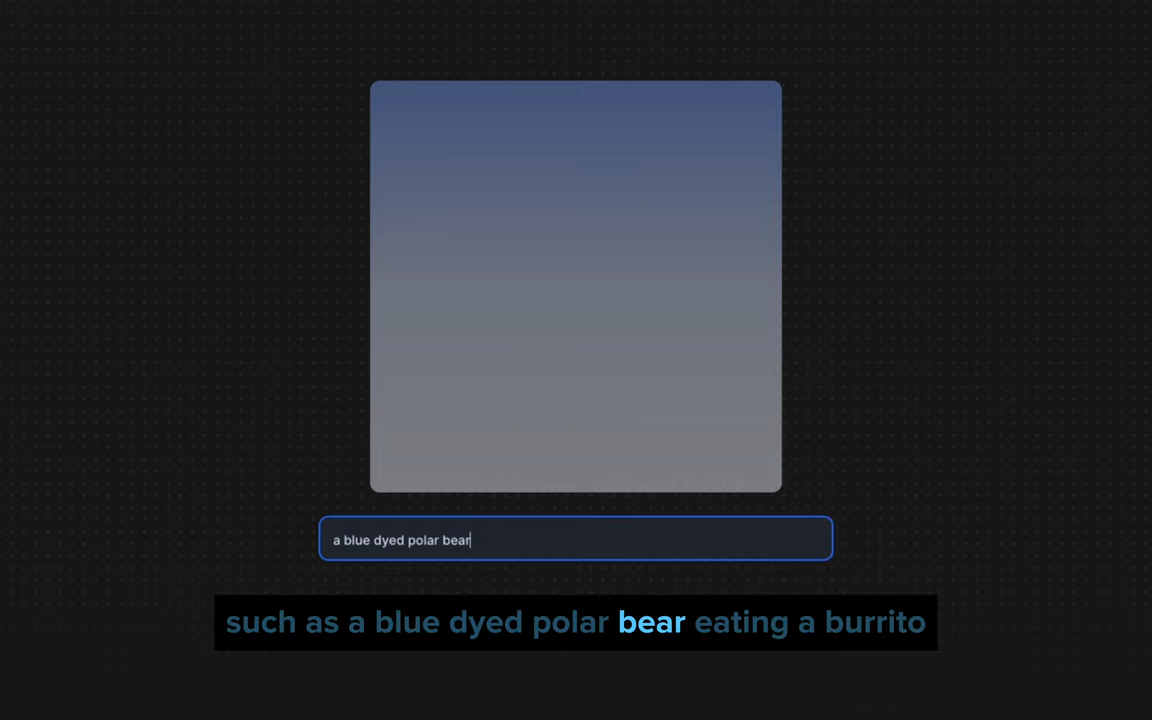 a blue dyed polar bear
such as a blue dyed polar bear eating a burrito